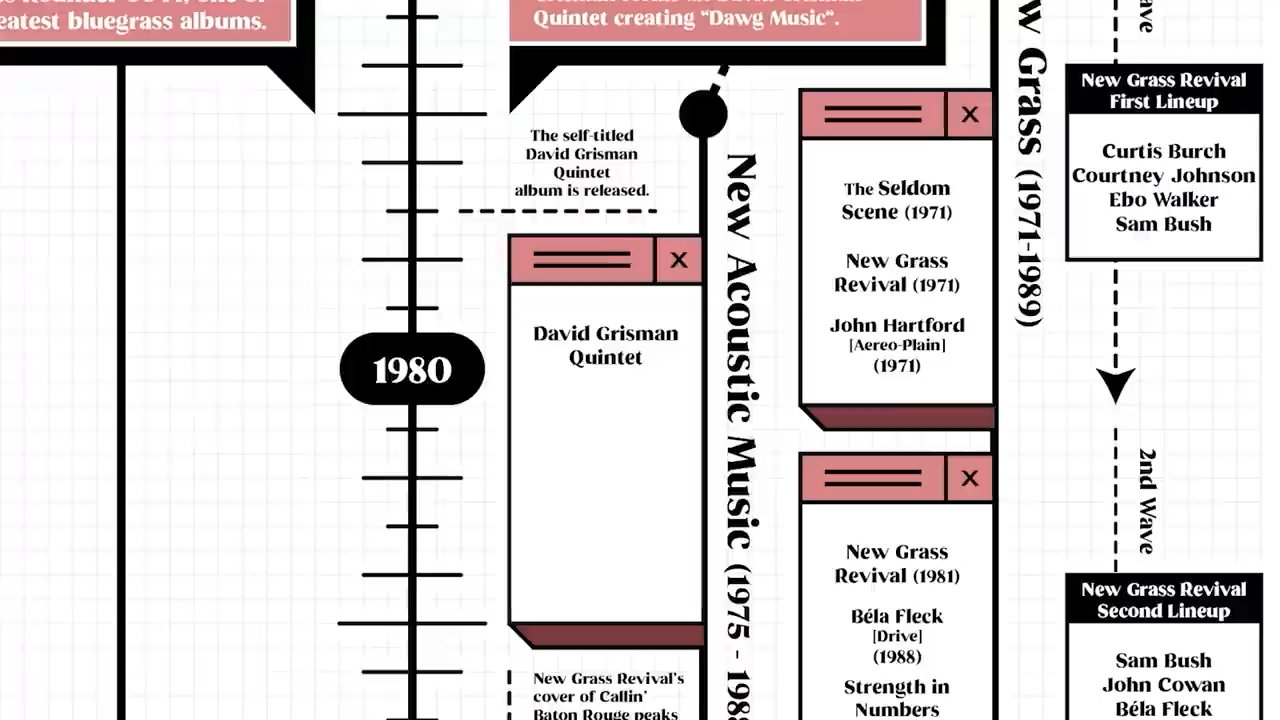 eatest bluegrass albums.
Quintet creating “Dawg Music”.
The self-titled
David Grisman
Quintet
album is released.
X
David Grisman
Quintet
1980
New Grass Revival’s
cover of Callin’
Baton Rouge peaks
New Acoustic Music (1975 - 198
X
The Seldom
Scene (1971)
New Grass
Revival (1971)
John Hartford
[Aereo-Plain]
(1971)
X
New Grass
Revival (1981)
Béla Fleck
[Drive]
(1988)
Strength in
Numbers
w Grass (1971-1989)
ave
New Grass Revival
First Lineup
Curtis Burch
Courtney Johnson
Ebo Walker
Sam Bush
2nd Wave
New Grass Revival
Second Lineup
Sam Bush
John Cowan
Béla Fleck